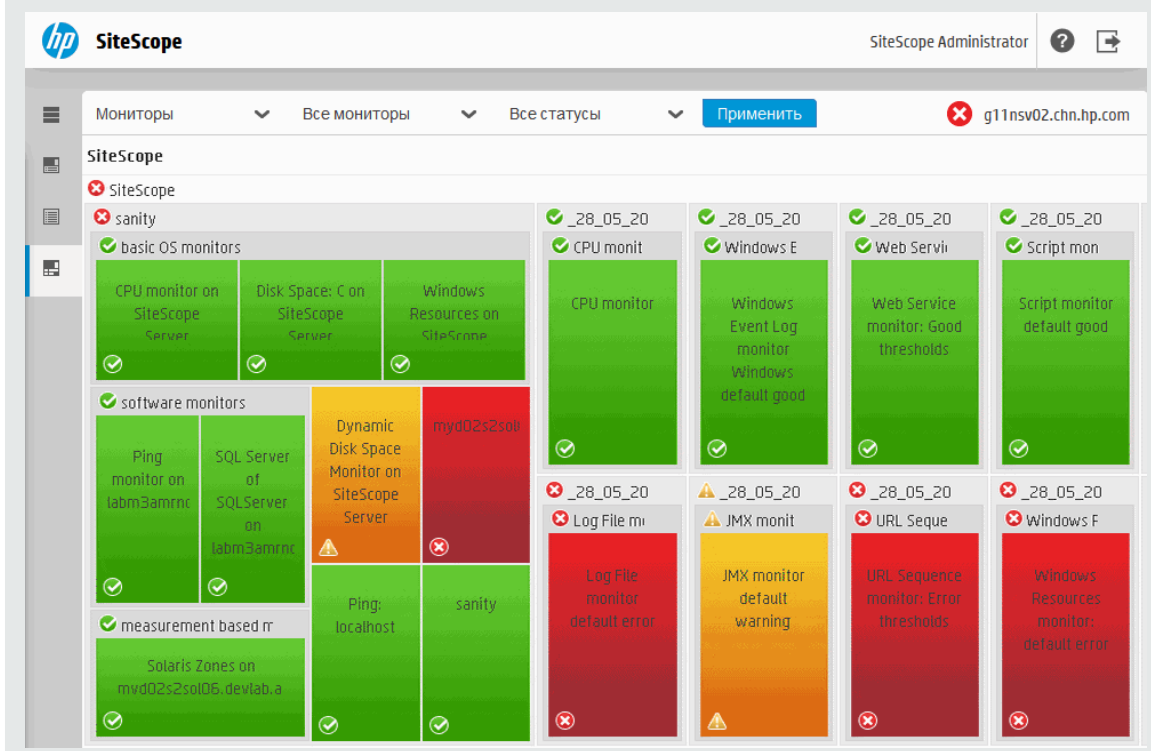 hp SiteScope SiteScope Administrator ?
Мониторы Все мониторы Все статусы Применить g11nsv02.chn.hp.com
SiteScope
SiteScope
sanity
basic OS monitors
CPU monitor on
SiteScope
Server
Disk Space: C on
SiteScope
Server
Windows
Resources on
SiteScope
software monitors
Ping
monitor on
labm3amrnc
SQL Server
of
SQLServer
on
labm3amrnc
Dynamic
Disk Space
Monitor on
SiteScope
Server
myd02s2sol
measurement based
Solaris Zones on
mvd02s2sol06.devlab.a
Ping:
localhost
sanity
_28_05_20
CPU monit
CPU monitor
_28_05_20
Windows E
Windows
Event Log
monitor
Windows
default good
_28_05_20
Web Servi
Web Service
monitor: Good
thresholds
_28_05_20
Script mon
Script monitor
default good
_28_05_20
Log File m
Log File
monitor
default error
_28_05_20
JMX monit
JMX monitor
default
warning
_28_05_20
URL Seque
URL Sequence
monitor: Error
thresholds
_28_05_20
Windows F
Windows
Resources
monitor:
default error